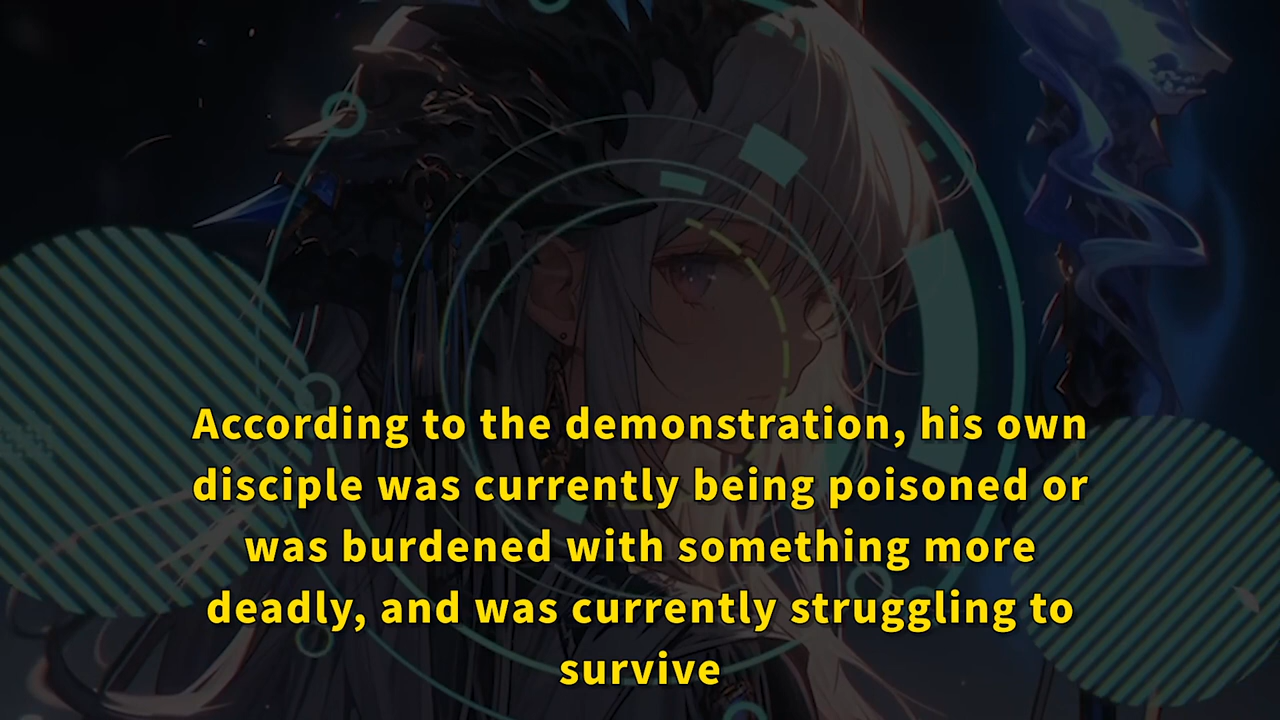 According to the demonstration, his own
disciple was currently being poisoned or
was burdened with something more
deadly, and was currently struggling to
survive